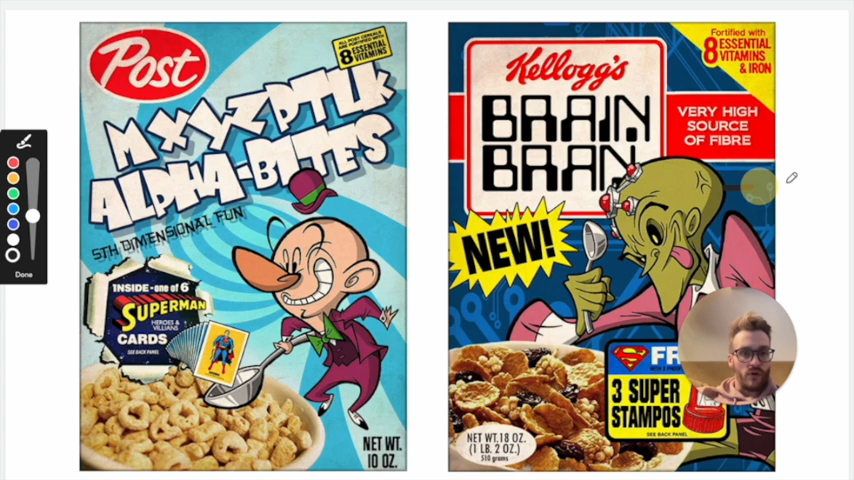 Post
ALL POST CEREALS
ARE FORTIFIED WITH
8 ESSENTIAL
VITAMINS
MXYZPTLK
ALPHA-BITES
5TH DIMENSIONAL FUN
INSIDE-one of 6
SUPERMAN
HEROES &
VILLIANS
CARDS
SEE BACK PANEL
NET WT.
10 OZ.
Kellogg's
BRAIN
BRAN
Fortified with
8 ESSENTIAL
VITAMINS
& IRON
VERY HIGH
SOURCE
OF FIBRE
NEW!
3 SUPER
STAMPOS
SEE BACK PANEL
NET WT.18 OZ.
(1 LB. 2 OZ.)
510 grams
Done